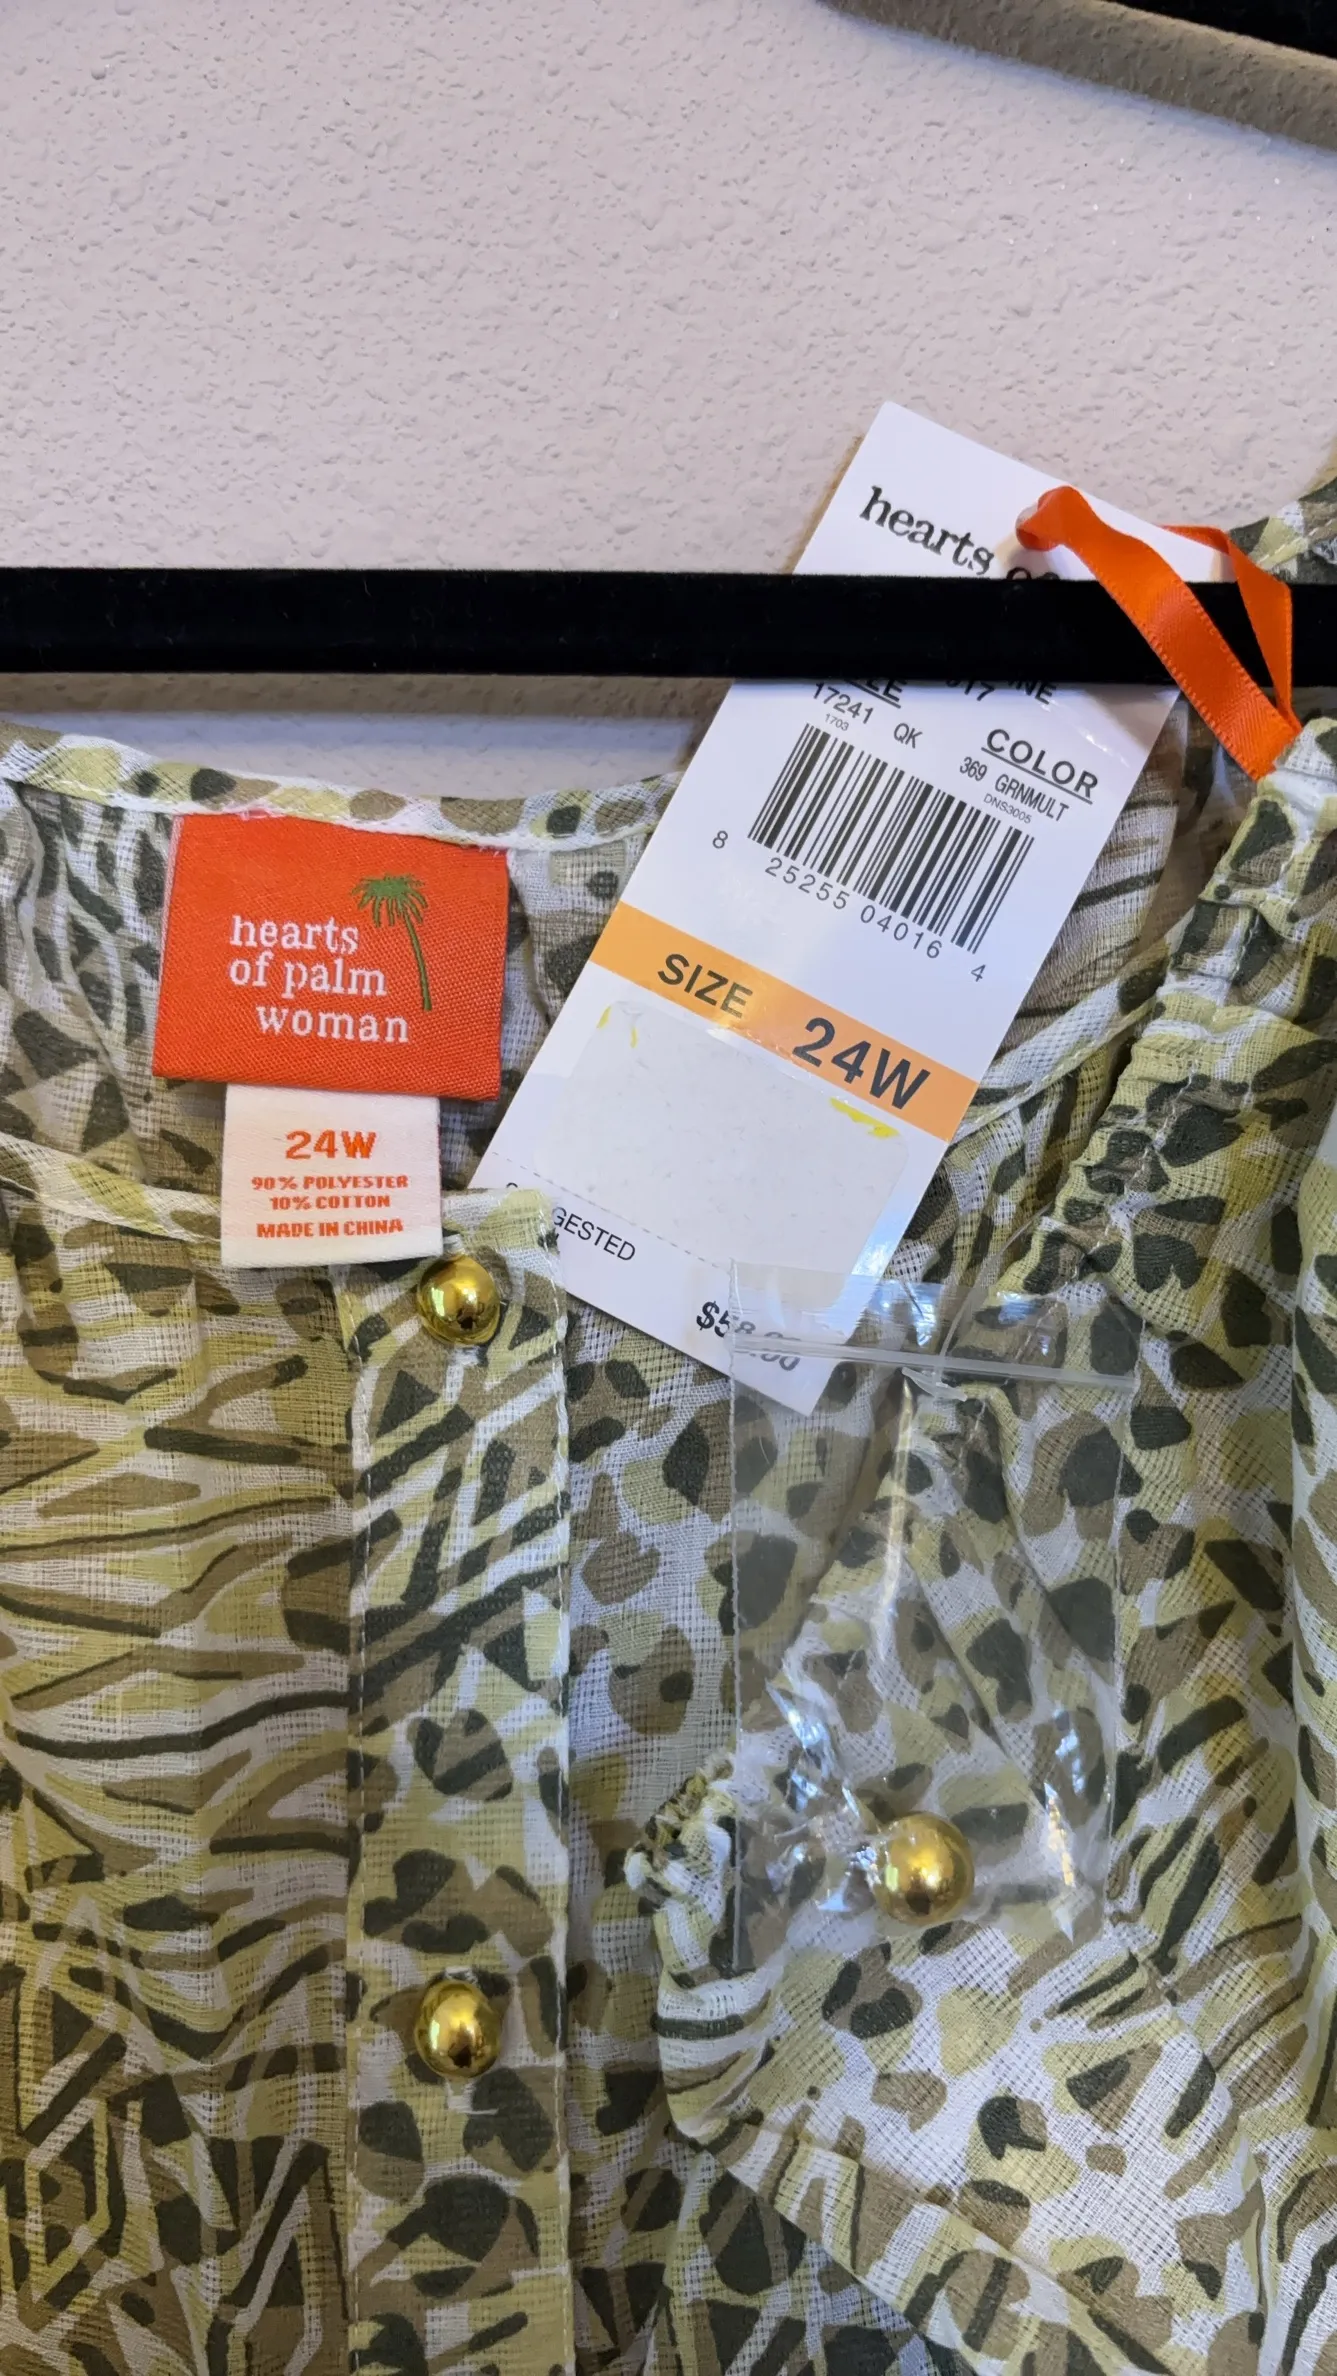 hearts
of palm
woman
24W
90% POLYESTER
10% COTTON
MADE IN CHINA
hearts of
17241 QK
1703
COLOR
369 GRNMULT
DNS3005
8 25255 04016 4
SIZE 24W
GESTED